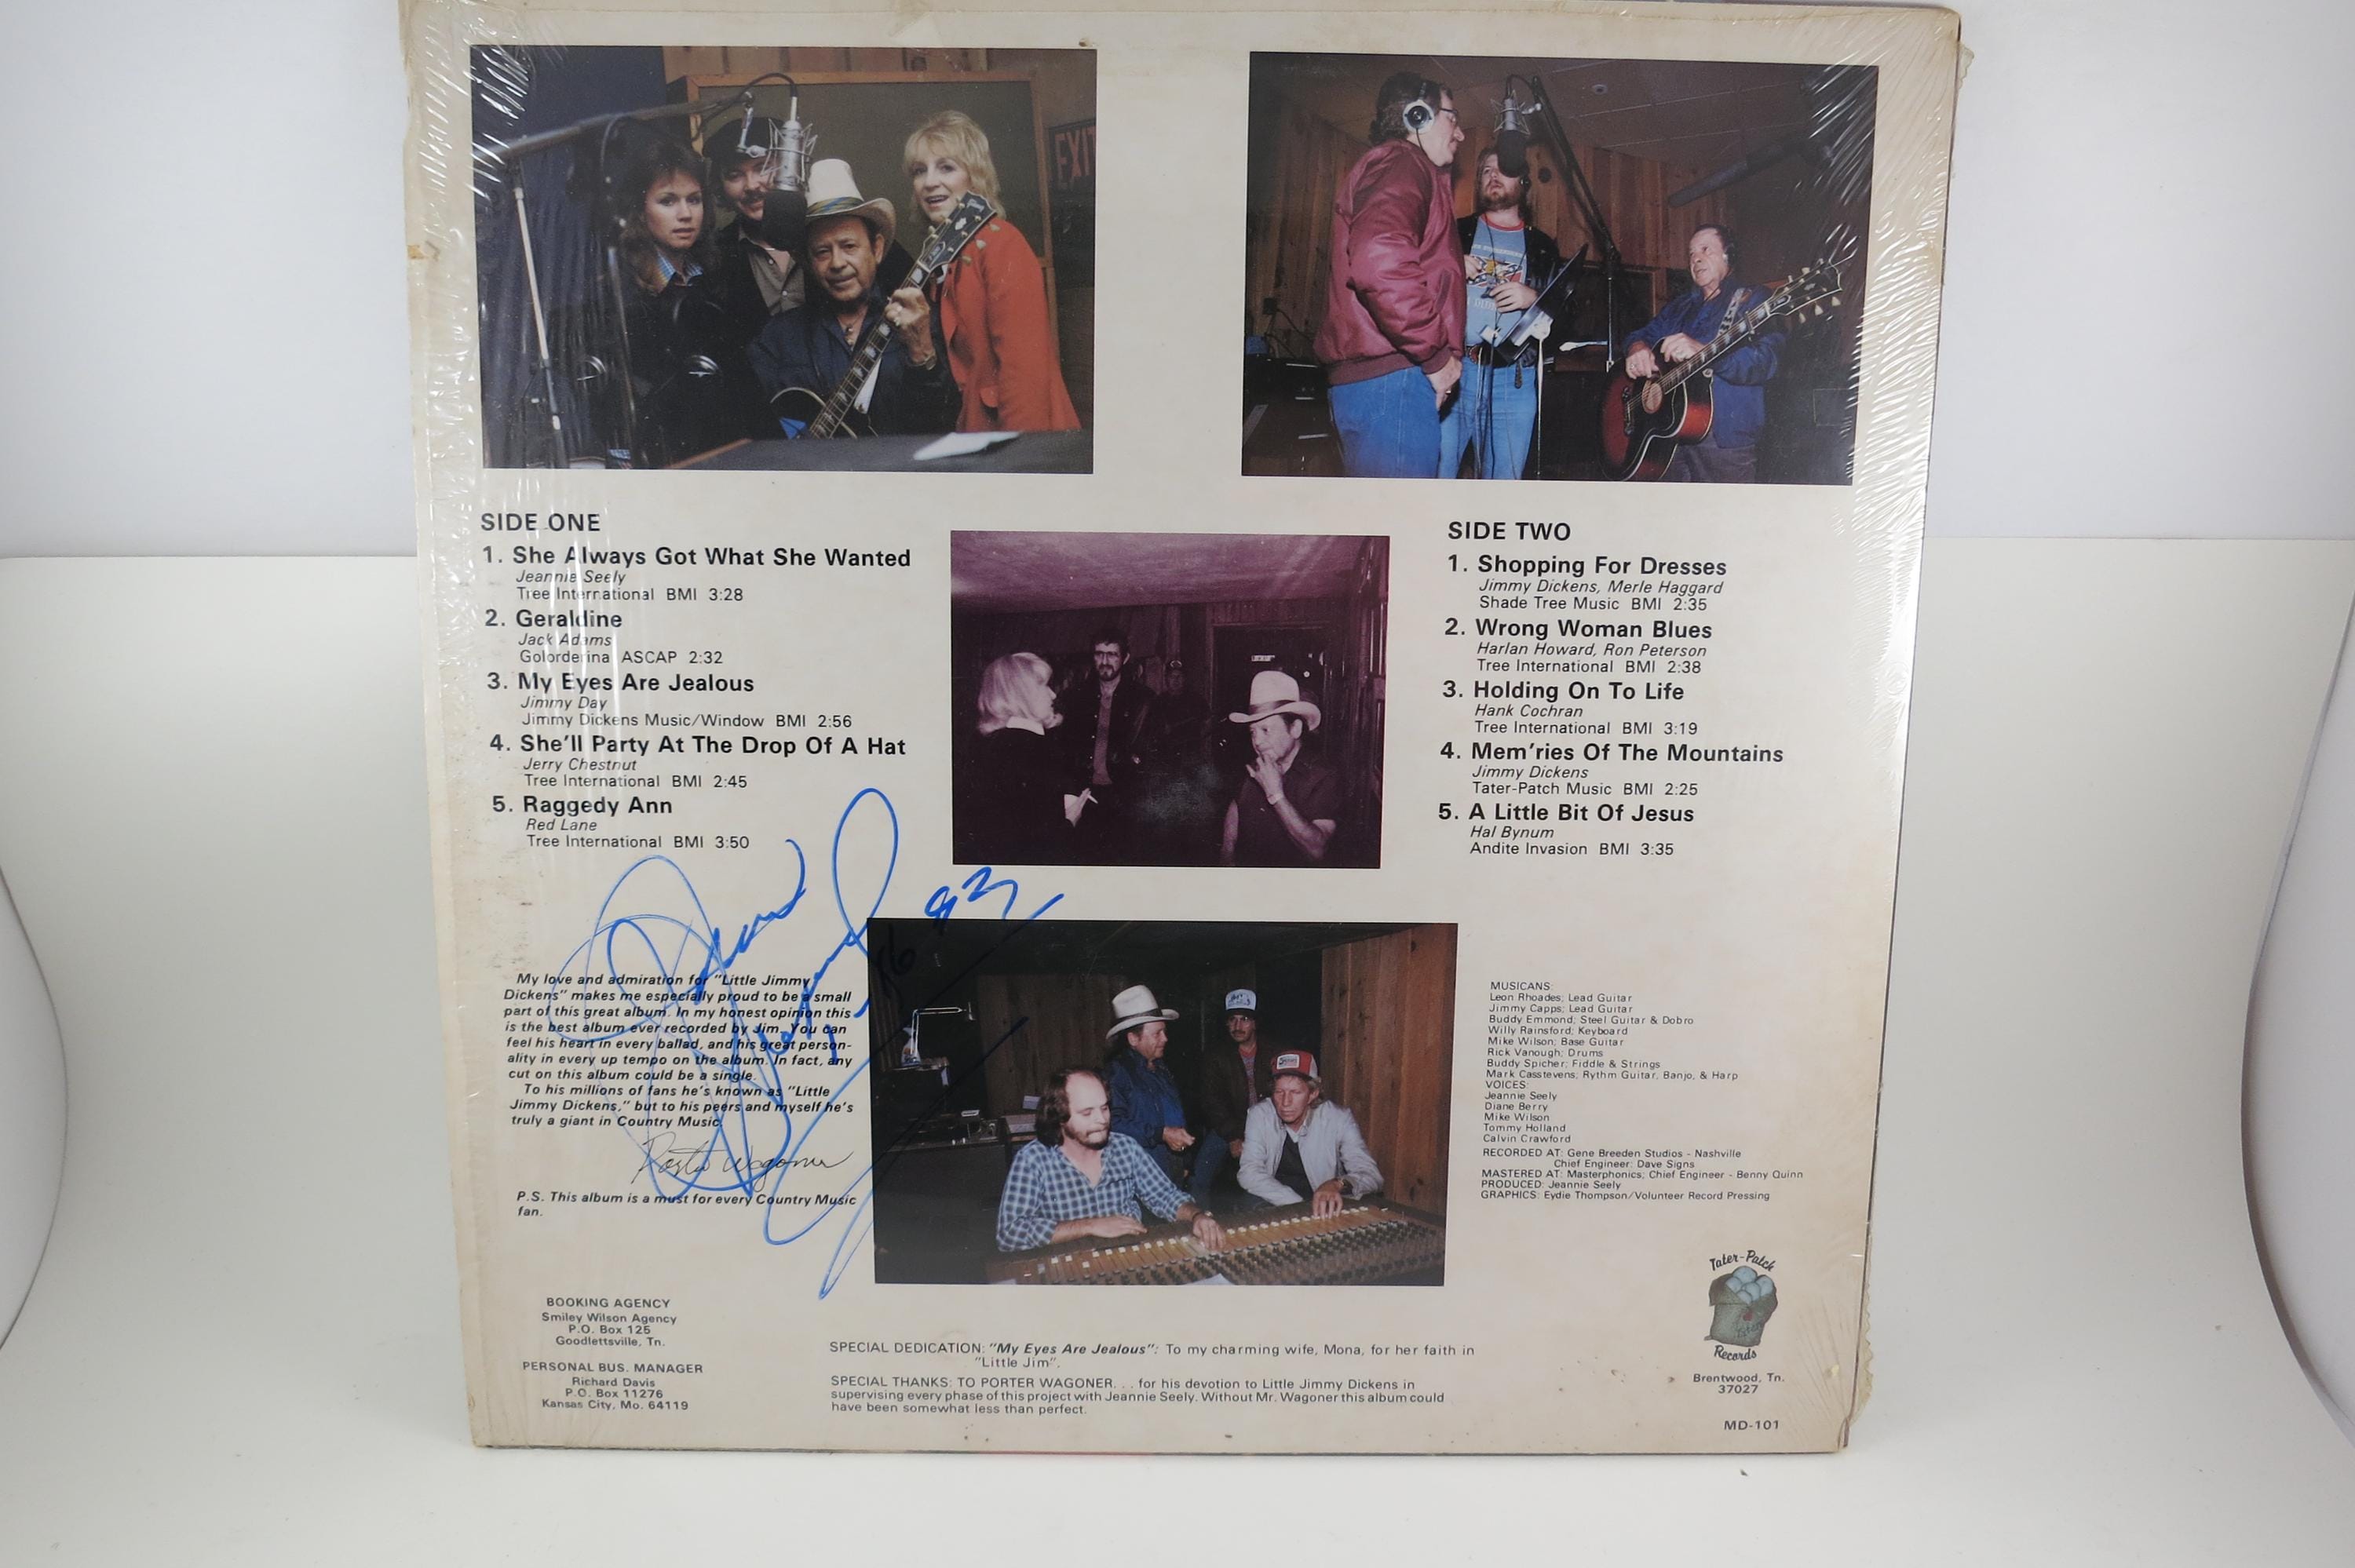 EXIT
SIDE ONE
1. She Always Got What She Wanted
Jeannie Seely
Tree International BMI 3:28
2. Geraldine
Jack Adams
Golorderina ASCAP 2:32
3. My Eyes Are Jealous
Jimmy Day
Jimmy Dickens Music/Window BMI 2:56
4. She'll Party At The Drop Of A Hat
Jerry Chestnut
Tree International BMI 2:45
5. Raggedy Ann
Red Lane
Tree International BMI 3:50
SIDE TWO
1. Shopping For Dresses
Jimmy Dickens, Merle Haggard
Shade Tree Music BMI 2:35
2. Wrong Woman Blues
Harlan Howard, Ron Peterson
Tree International BMI 2:38
3. Holding On To Life
Hank Cochran
Tree International BMI 3:19
4. Mem'ries Of The Mountains
Jimmy Dickens
Tater-Patch Music BMI 2:25
5. A Little Bit Of Jesus
Hal Bynum
Andite Invasion BMI 3:35
My love and admiration for "Little Jimmy
Dickens" makes me especially proud to be a small
part of this great album. In my honest opinion this
is the best album ever recorded by Jim. You can
feel his heart in every ballad, and his great person-
ality in every up tempo on the album. In fact, any
cut on this album could be a single.
To his millions of fans he's known as "Little
Jimmy Dickens," but to his peers and myself he's
truly a giant in Country Music.
Porter Wagoner
P.S. This album is a must for every Country Music
fan.
MUSICANS:
Leon Rhoades; Lead Guitar
Jimmy Capps; Lead Guitar
Buddy Emmond; Steel Guitar & Dobro
Willy Rainsford; Keyboard
Mike Wilson; Base Guitar
Rick Vanough; Drums
Buddy Spicher; Fiddle & Strings
Mark Casstevens; Rythm Guitar, Banjo, & Harp
VOICES:
Jeannie Seely
Diane Berry
Mike Wilson
Tommy Holland
Calvin Crawford
RECORDED AT: Gene Breeden Studios - Nashville
Chief Engineer: Dave Signs
MASTERED AT: Masterphonics; Chief Engineer - Benny Quinn
PRODUCED: Jeannie Seely
GRAPHICS: Eydie Thompson/Volunteer Record Pressing
BOOKING AGENCY
Smiley Wilson Agency
P.O. Box 125
Goodlettsville, Tn.
PERSONAL BUS. MANAGER
Richard Davis
P.O. Box 11276
Kansas City, Mo. 64119
SPECIAL DEDICATION: "My Eyes Are Jealous": To my charming wife, Mona, for her faith in
"Little Jim".
SPECIAL THANKS: TO PORTER WAGONER. . . for his devotion to Little Jimmy Dickens in
supervising every phase of this project with Jeannie Seely. Without Mr. Wagoner this album could
have been somewhat less than perfect.
Tater-Patch
Records
Brentwood, Tn.
37027
MD-101